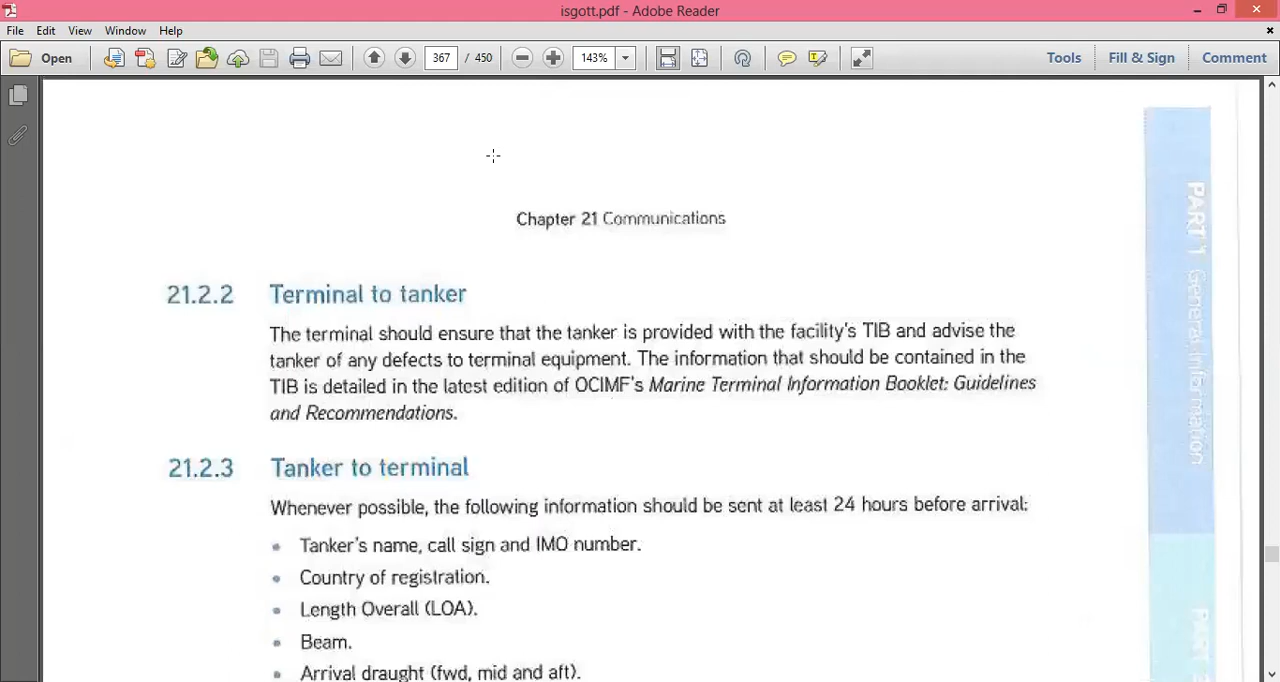 isgott.pdf - Adobe Reader
File Edit View Window Help
Open 367 / 450 143% Tools Fill & Sign Comment
Chapter 21 Communications
21.2.2 Terminal to tanker
The terminal should ensure that the tanker is provided with the facility's TIB and advise the
tanker of any defects to terminal equipment. The information that should be contained in the
TIB is detailed in the latest edition of OCIMF's Marine Terminal Information Booklet: Guidelines
and Recommendations.
21.2.3 Tanker to terminal
Whenever possible, the following information should be sent at least 24 hours before arrival:
• Tanker's name, call sign and IMO number.
• Country of registration.
• Length Overall (LOA).
• Beam.
• Arrival draught (fwd, mid and aft).
PART 1 General Information
PART